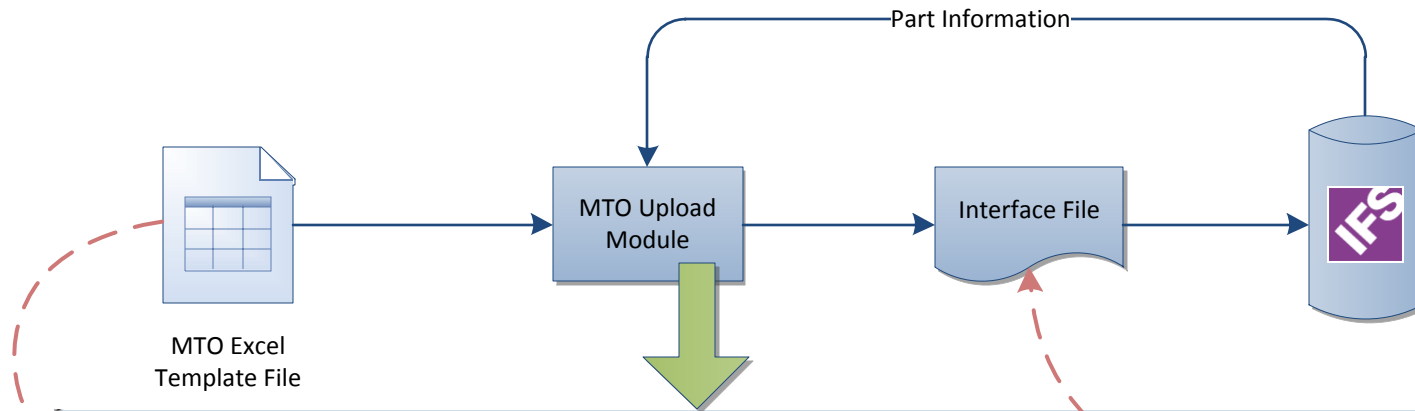 Part Information
MTO Upload
Module
Interface File
IFS
MTO Excel
Template File